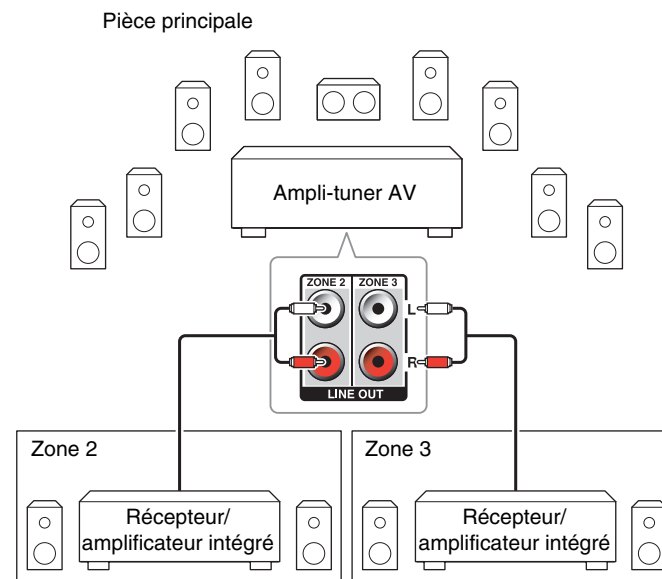 Pièce principale
Ampli-tuner AV
ZONE 2 ZONE 3
L
R
LINE OUT
Zone 2
Zone 3
Récepteur/
amplificateur intégré
Récepteur/
amplificateur intégré